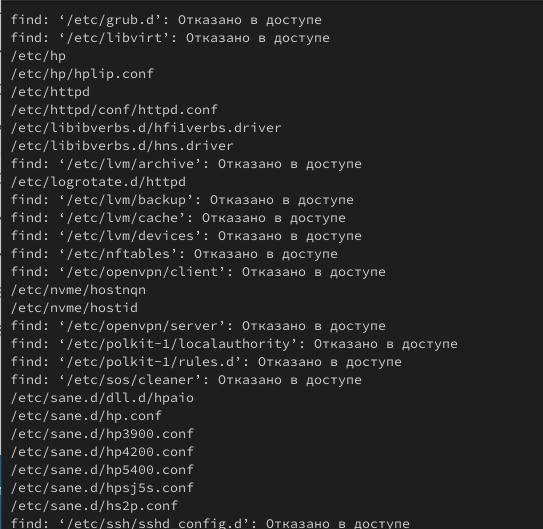 find: ‘/etc/grub.d’: Отказано в доступе
find: ‘/etc/libvirt’: Отказано в доступе
/etc/hp
/etc/hp/hplip.conf
/etc/httpd
/etc/httpd/conf/httpd.conf
/etc/libibverbs.d/hfi1verbs.driver
/etc/libibverbs.d/hns.driver
find: ‘/etc/lvm/archive’: Отказано в доступе
/etc/logrotate.d/httpd
find: ‘/etc/lvm/backup’: Отказано в доступе
find: ‘/etc/lvm/cache’: Отказано в доступе
find: ‘/etc/lvm/devices’: Отказано в доступе
find: ‘/etc/nftables’: Отказано в доступе
find: ‘/etc/openvpn/client’: Отказано в доступе
/etc/nvme/hostnqn
/etc/nvme/hostid
find: ‘/etc/openvpn/server’: Отказано в доступе
find: ‘/etc/polkit-1/localauthority’: Отказано в доступе
find: ‘/etc/polkit-1/rules.d’: Отказано в доступе
find: ‘/etc/sos/cleaner’: Отказано в доступе
/etc/sane.d/dll.d/hpaio
/etc/sane.d/hp.conf
/etc/sane.d/hp3900.conf
/etc/sane.d/hp4200.conf
/etc/sane.d/hp5400.conf
/etc/sane.d/hpsj5s.conf
/etc/sane.d/hs2p.conf
find: ‘/etc/ssh/sshd_config.d’: Отказано в доступе